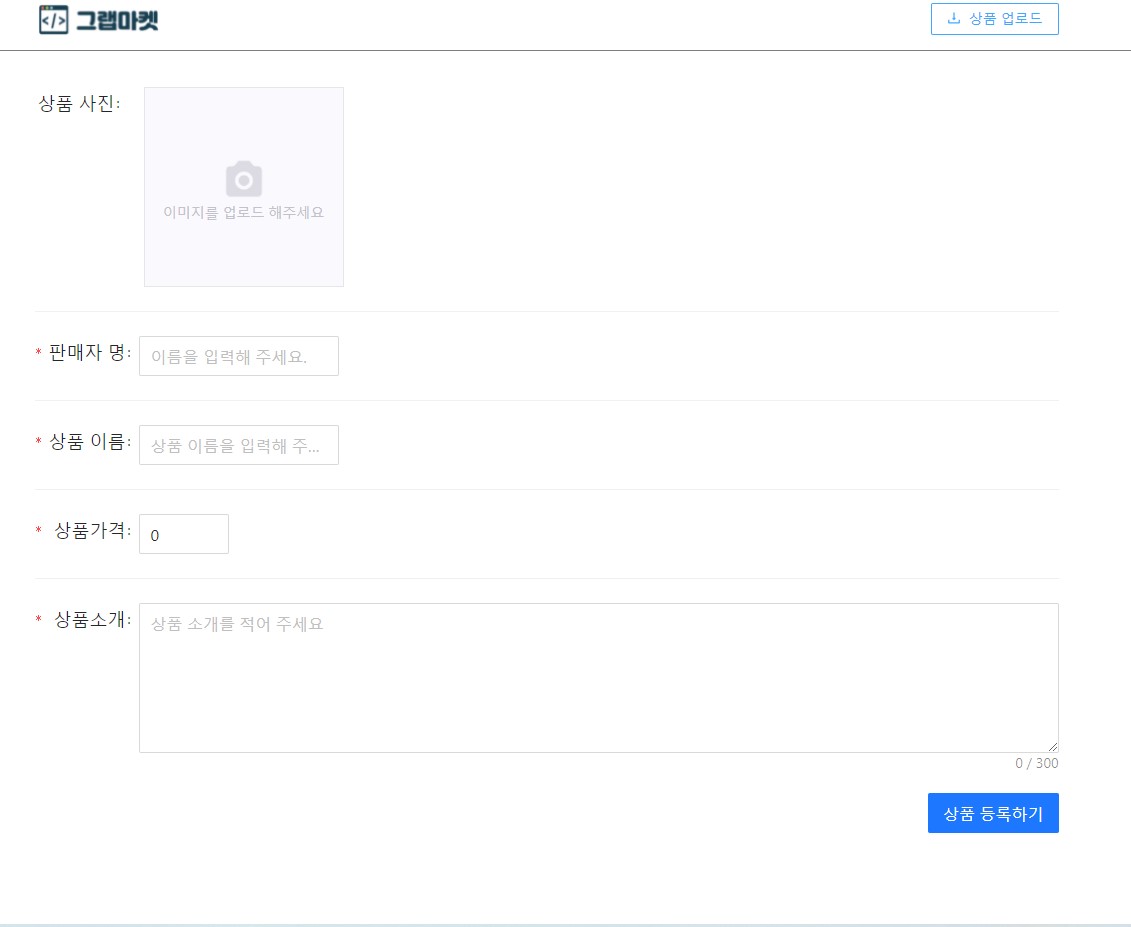 </> 그랩마켓
상품 업로드
상품 사진:
이미지를 업로드 해주세요
* 판매자 명:
이름을 입력해 주세요.
* 상품 이름:
상품 이름을 입력해 주...
* 상품가격:
0
* 상품소개:
상품 소개를 적어 주세요
0 / 300
상품 등록하기